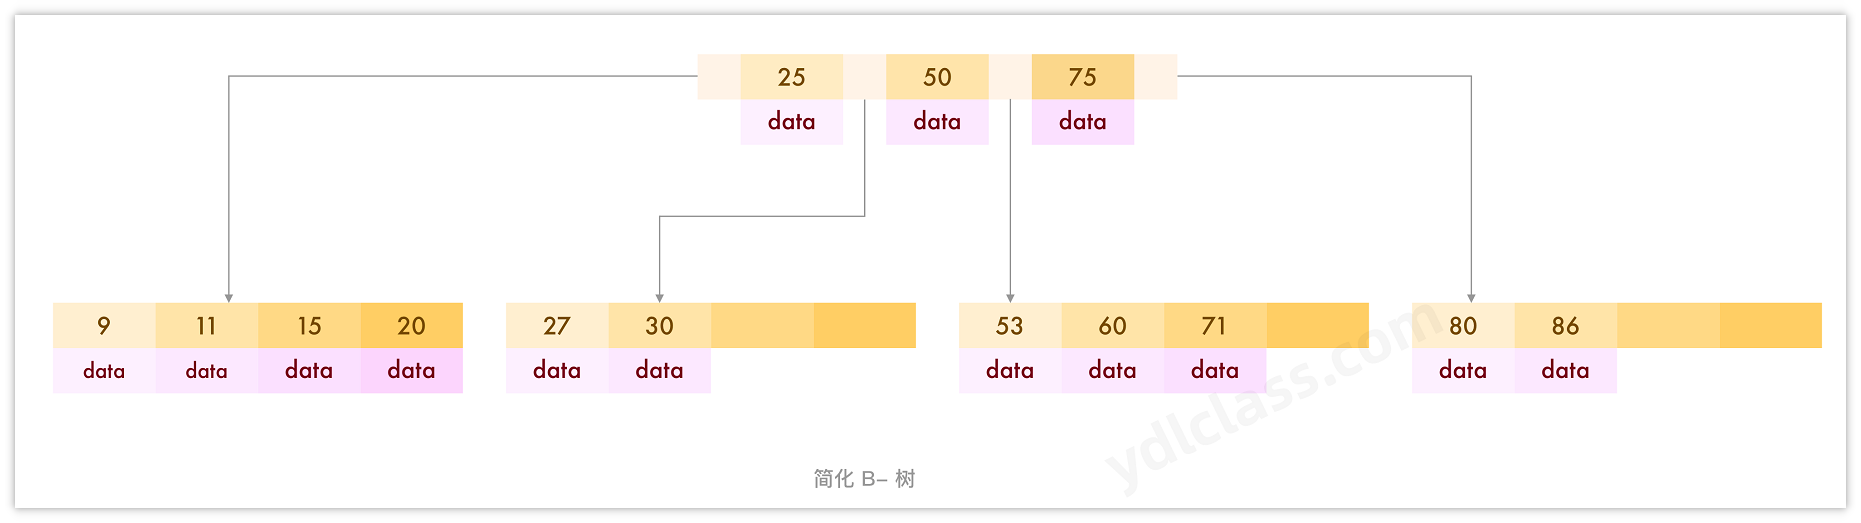 25 50 75
data data data
9 11 15 20 27 30 53 60 71 80 86
data data data data data data data data data data data
ydlclass.com
简化 B- 树